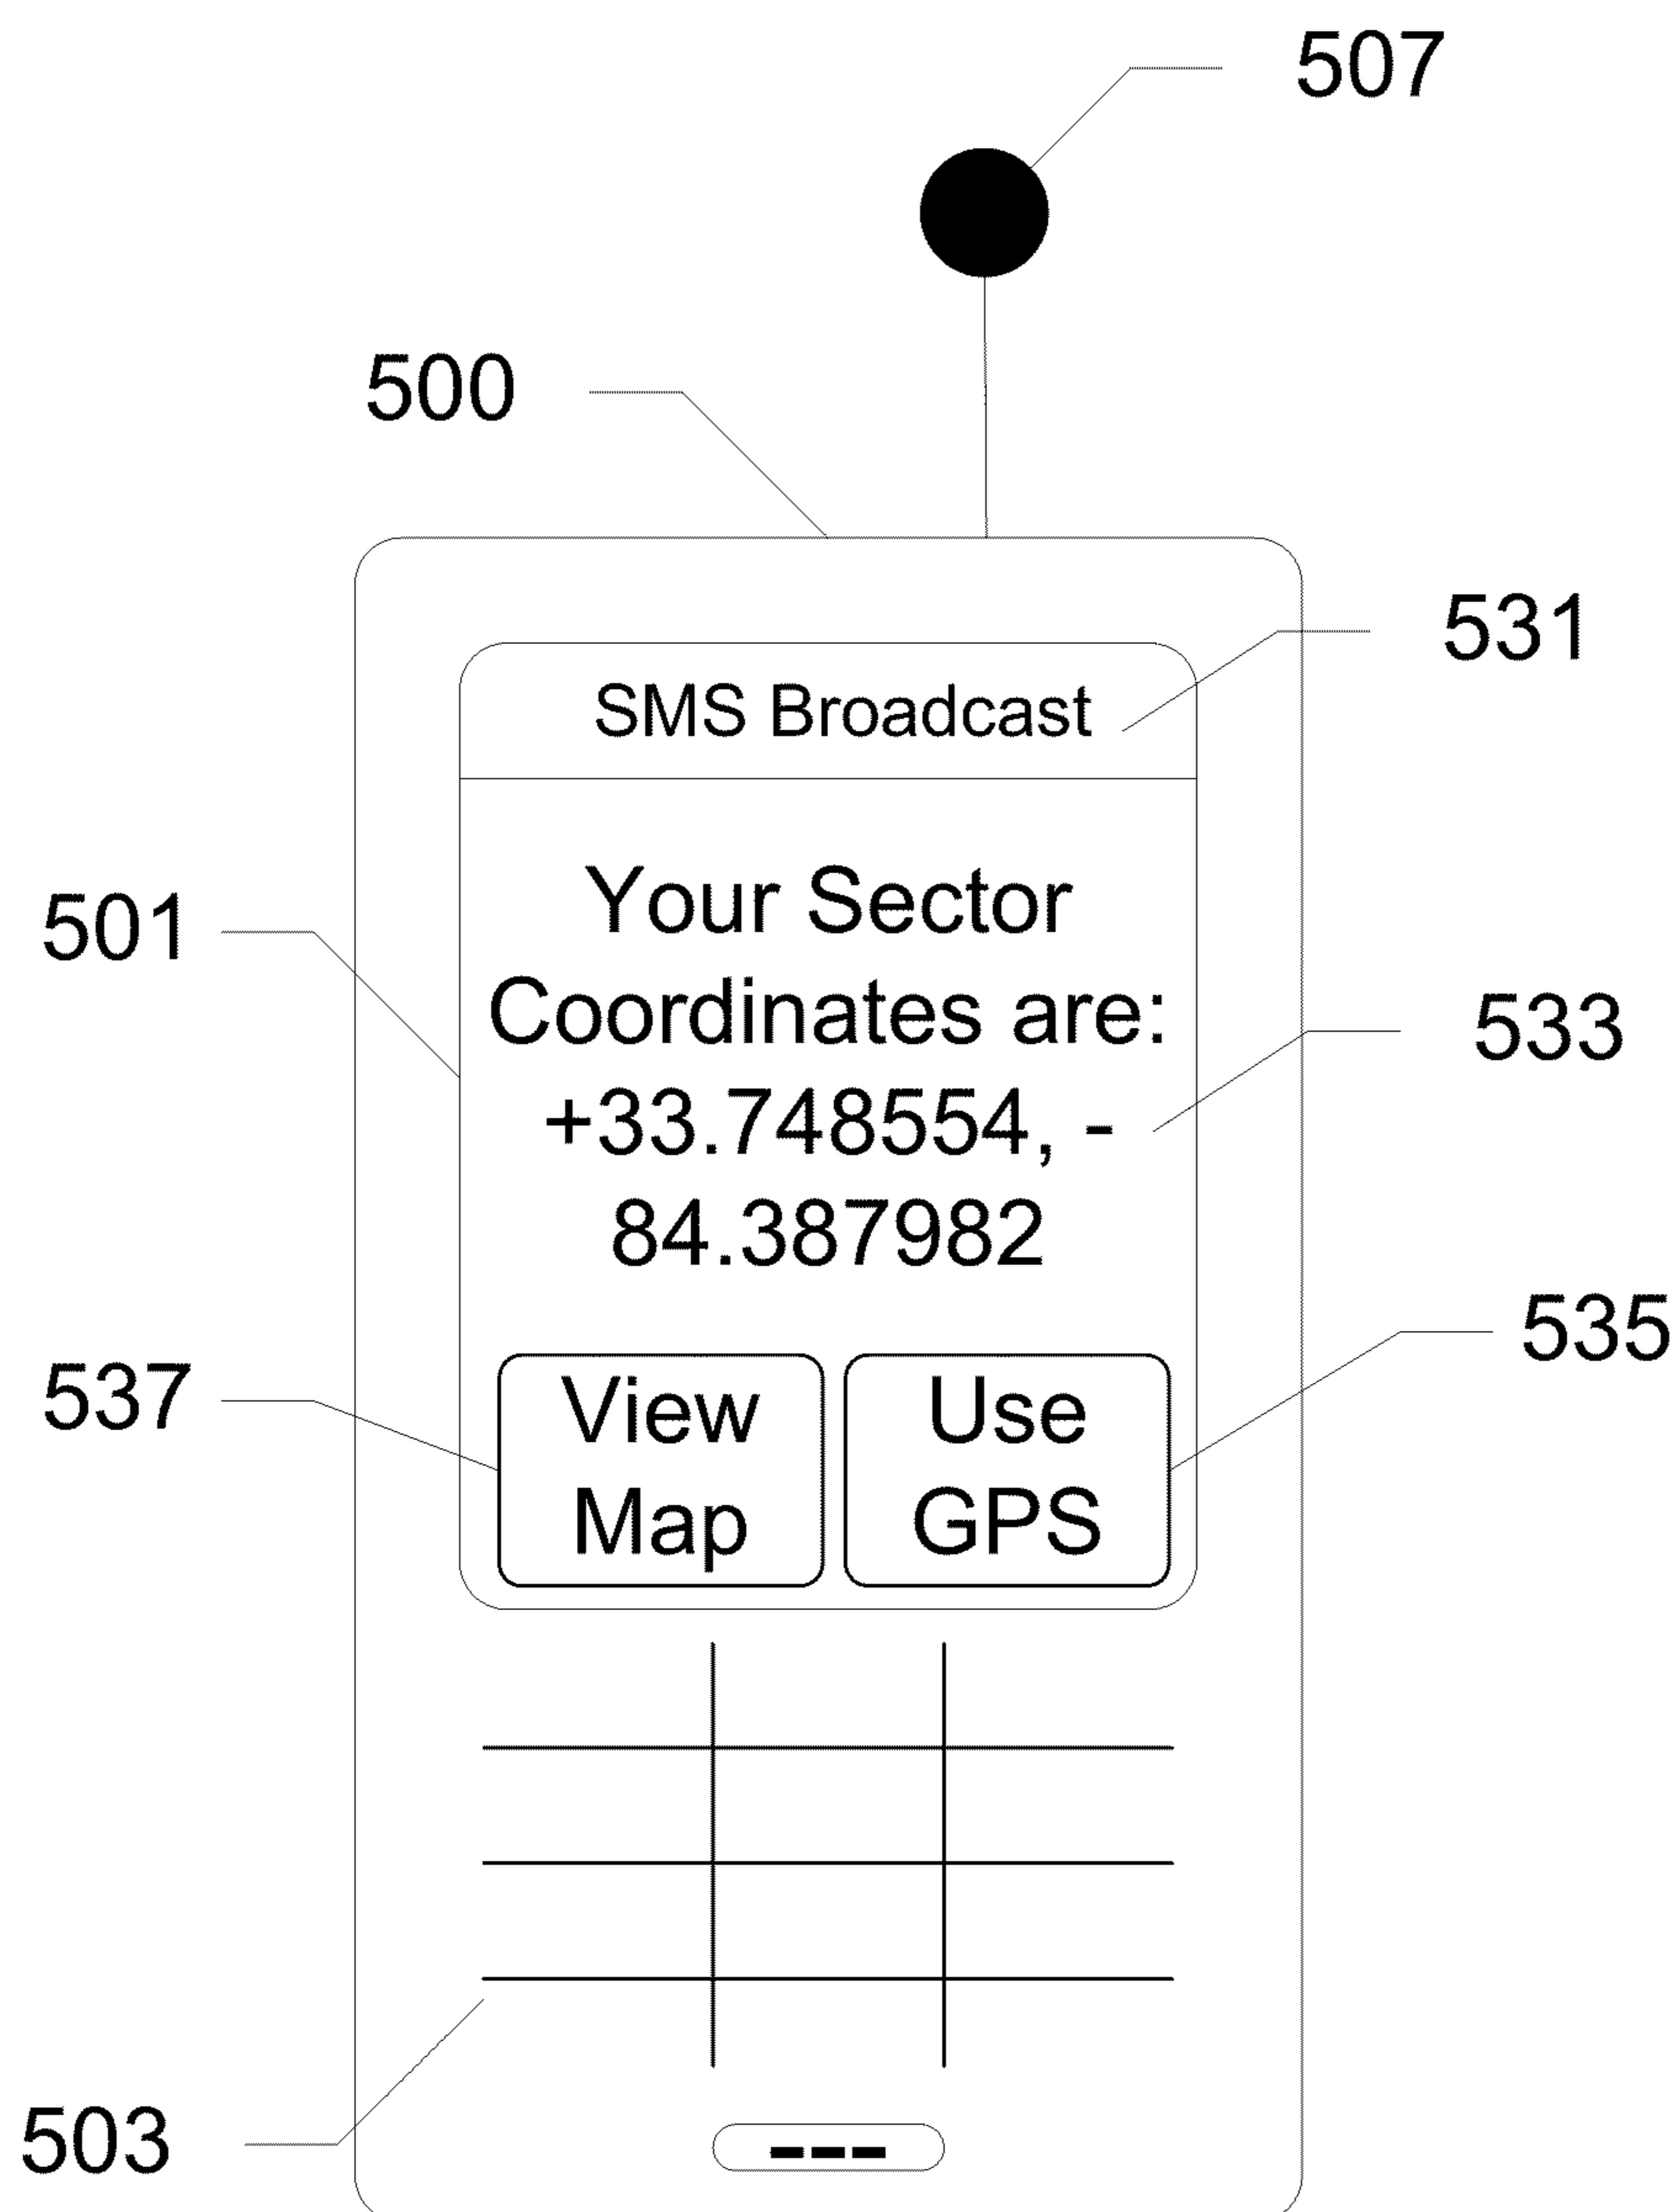 507
500
531
SMS Broadcast
501
Your Sector
Coordinates are:
+33.748554, -
84.387982
533
535
537
View
Map
Use
GPS
503
---